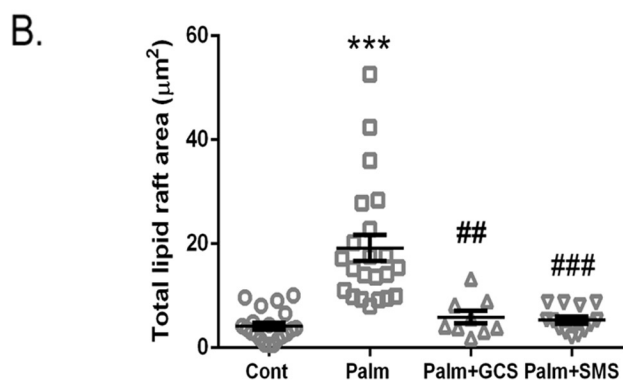 B.
Total lipid raft area (μm²)
60
40
20
0
***
##
###
Cont Palm Palm+GCS Palm+SMS